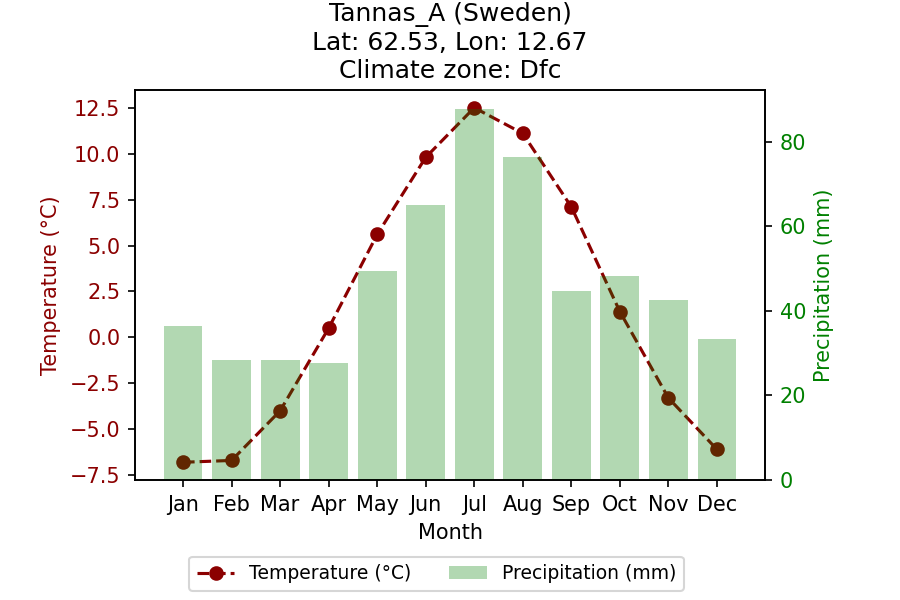 Tannas_A (Sweden)
Lat: 62.53, Lon: 12.67
Climate zone: Dfc
12.5
10.0
7.5
5.0
2.5
0.0
−2.5
−5.0
−7.5
Temperature (°C)
80
60
40
20
0
Precipitation (mm)
Jan Feb Mar Apr May Jun Jul Aug Sep Oct Nov Dec
Month
Temperature (°C) Precipitation (mm)